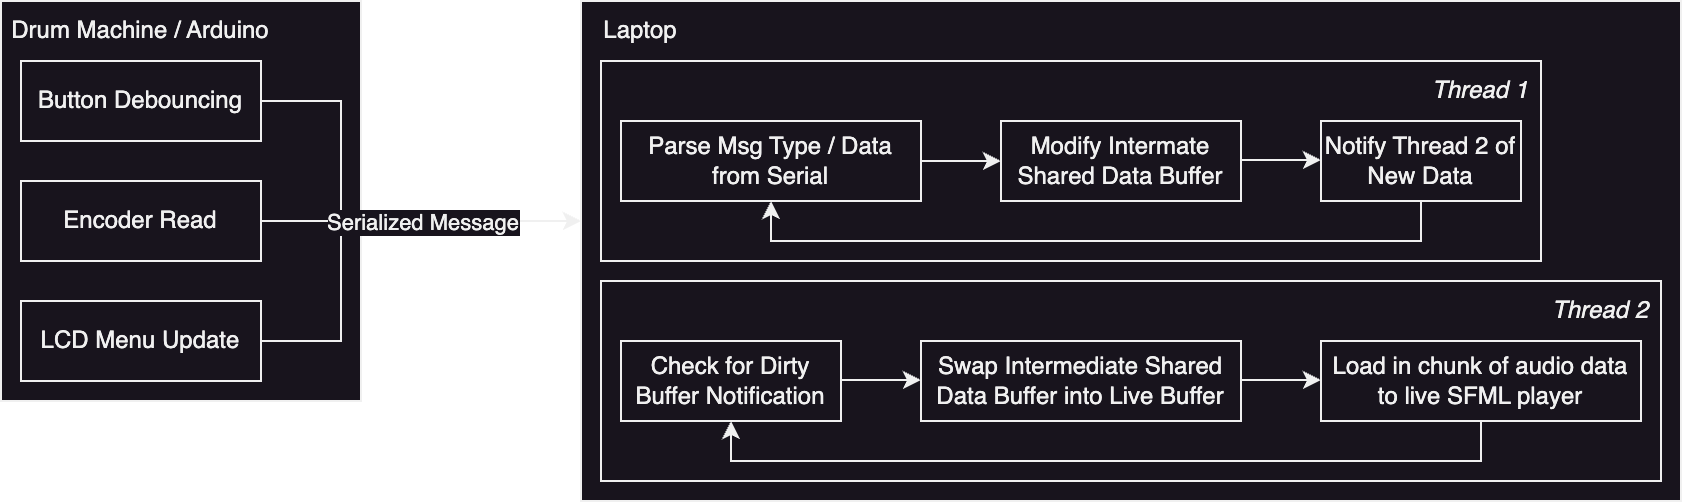 Drum Machine / Arduino
Button Debouncing
Encoder Read
LCD Menu Update
Serialized Message
Laptop
Thread 1
Parse Msg Type / Data
from Serial
Modify Intermate
Shared Data Buffer
Notify Thread 2 of
New Data
Thread 2
Check for Dirty
Buffer Notification
Swap Intermediate Shared
Data Buffer into Live Buffer
Load in chunk of audio data
to live SFML player